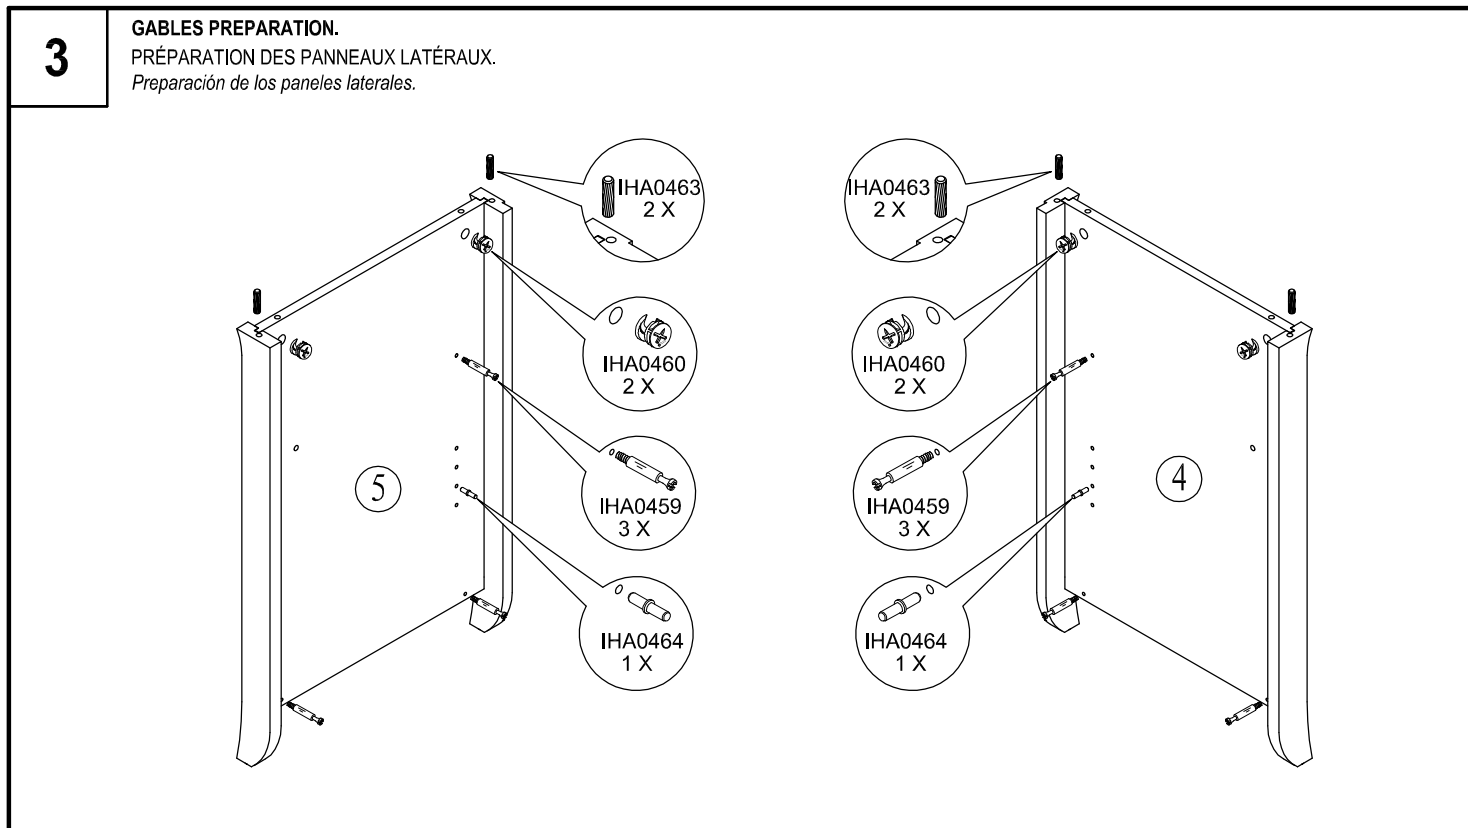 3
GABLES PREPARATION.
PRÉPARATION DES PANNEAUX LATÉRAUX.
Preparación de los paneles laterales.
IHA0463
2 X
IHA0460
2 X
IHA0459
3 X
IHA0464
1 X
5
IHA0463
2 X
IHA0460
2 X
IHA0459
3 X
IHA0464
1 X
4